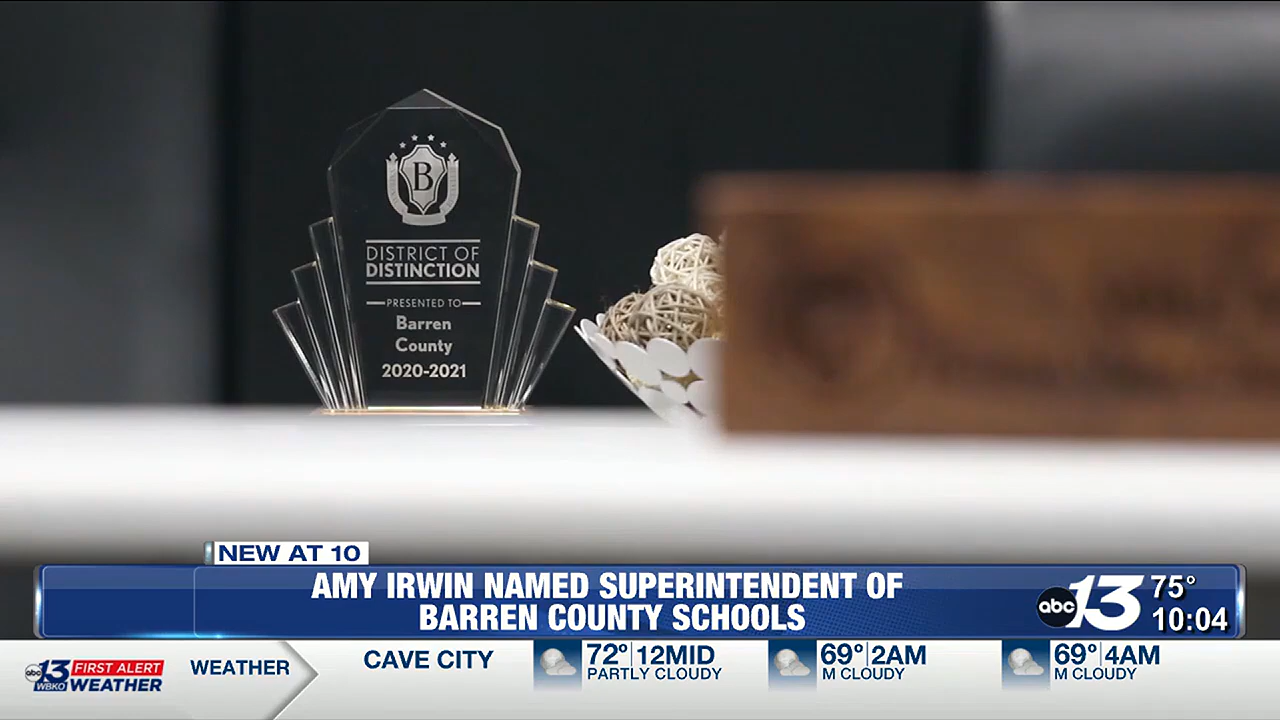 B
DISTRICT OF
DISTINCTION
PRESENTED TO
Barren
County
2020-2021
NEW AT 10
AMY IRWIN NAMED SUPERINTENDENT OF
BARREN COUNTY SCHOOLS
abc 13
75°
10:04
abc 13 WBKO FIRST ALERT WEATHER
WEATHER
CAVE CITY
72° 12MID
PARTLY CLOUDY
69° 2AM
M CLOUDY
69° 4AM
M CLOUDY